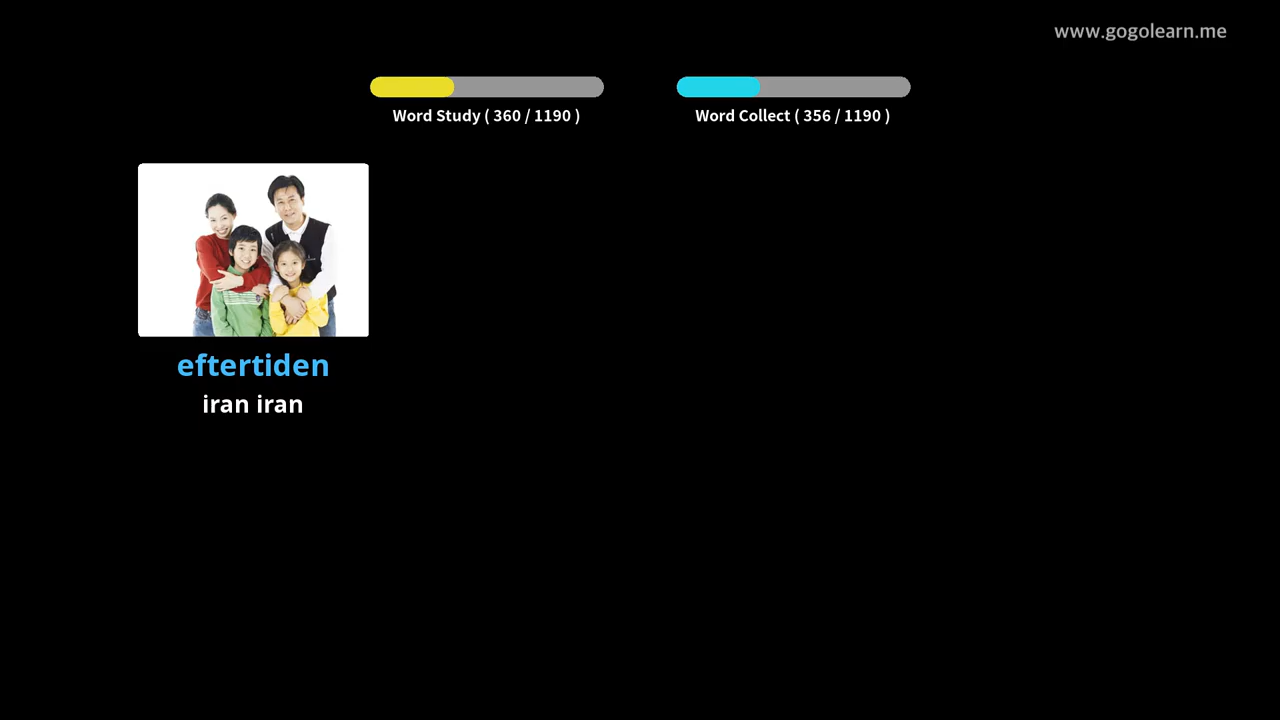 www.gogolearn.me
Word Study ( 360 / 1190 )
Word Collect ( 356 / 1190 )
eftertiden
iran iran